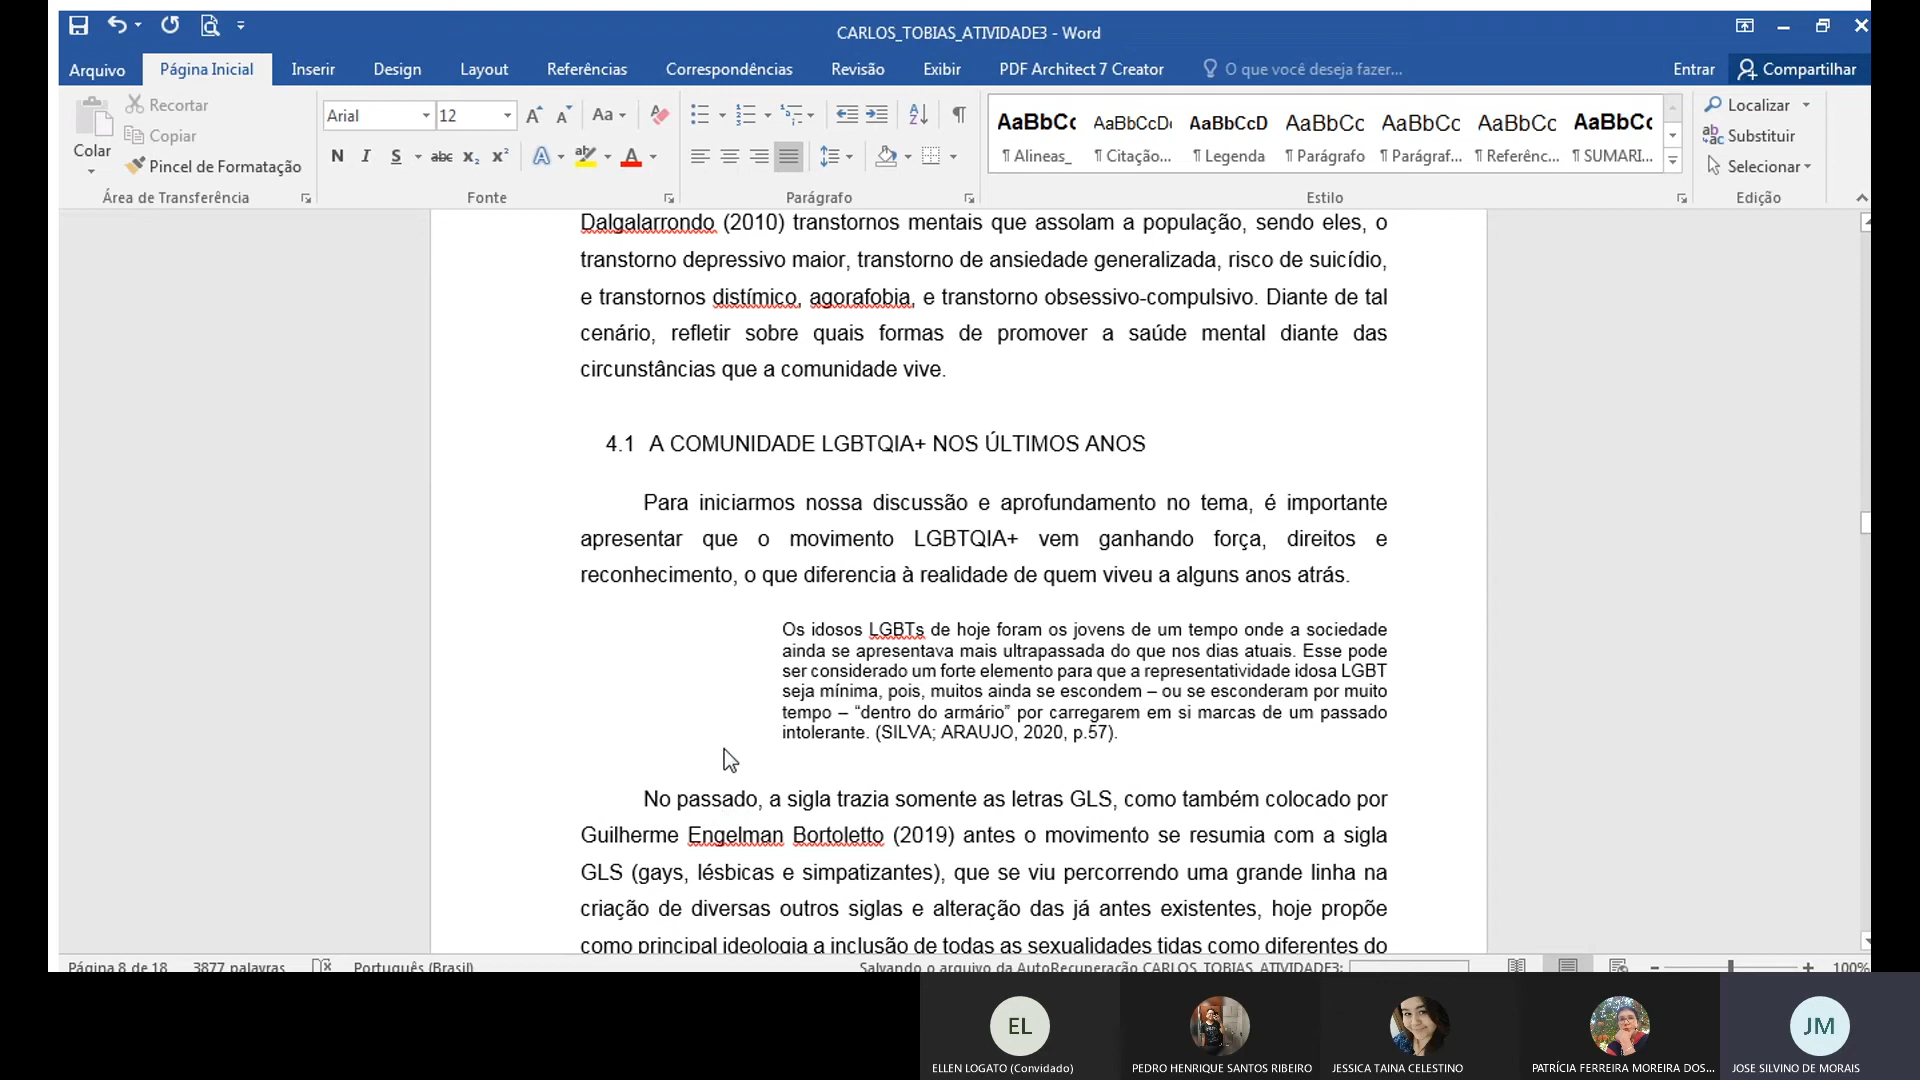 CARLOS_TOBIAS_ATIVIDADE3 - Word
Arquivo Página Inicial Inserir Design Layout Referências Correspondências Revisão Exibir PDF Architect 7 Creator O que você deseja fazer... Entrar Compartilhar
Colar
Recortar
Copiar
Pincel de Formatação
Área de Transferência
Arial 12 Aa
N I S abc x₂ x² A A
Fonte
Parágrafo
AaBbCc AaBbCcDc AaBbCcD AaBbCc AaBbCc AaBbCc AaBbCc
¶ Alineas_ ¶ Citação... ¶ Legenda ¶ Parágrafo ¶ Parágraf... ¶ Referênc... ¶ SUMARI...
Estilo
Localizar
Substituir
Selecionar
Edição
Dalgalarrondo (2010) transtornos mentais que assolam a população, sendo eles, o
transtorno depressivo maior, transtorno de ansiedade generalizada, risco de suicídio,
e transtornos distímico, agorafobia, e transtorno obsessivo-compulsivo. Diante de tal
cenário, refletir sobre quais formas de promover a saúde mental diante das
circunstâncias que a comunidade vive.
4.1 A COMUNIDADE LGBTQIA+ NOS ÚLTIMOS ANOS
Para iniciarmos nossa discussão e aprofundamento no tema, é importante
apresentar que o movimento LGBTQIA+ vem ganhando força, direitos e
reconhecimento, o que diferencia à realidade de quem viveu a alguns anos atrás.
Os idosos LGBTs de hoje foram os jovens de um tempo onde a sociedade
ainda se apresentava mais ultrapassada do que nos dias atuais. Esse pode
ser considerado um forte elemento para que a representatividade idosa LGBT
seja mínima, pois, muitos ainda se escondem – ou se esconderam por muito
tempo – “dentro do armário” por carregarem em si marcas de um passado
intolerante. (SILVA; ARAUJO, 2020, p.57).
No passado, a sigla trazia somente as letras GLS, como também colocado por
Guilherme Engelman Bortoletto (2019) antes o movimento se resumia com a sigla
GLS (gays, lésbicas e simpatizantes), que se viu percorrendo uma grande linha na
criação de diversas outros siglas e alteração das já antes existentes, hoje propõe
como principal ideologia a inclusão de todas as sexualidades tidas como diferentes do
Página 8 de 18 3877 palavras Português (Brasil) Salvando o arquivo da AutoRecuperação CARLOS_TOBIAS_ATIVIDADE3: 100%
EL JM
ELLEN LOGATO (Convidado) PEDRO HENRIQUE SANTOS RIBEIRO JESSICA TAINA CELESTINO PATRÍCIA FERREIRA MOREIRA DOS... JOSE SILVINO DE MORAIS